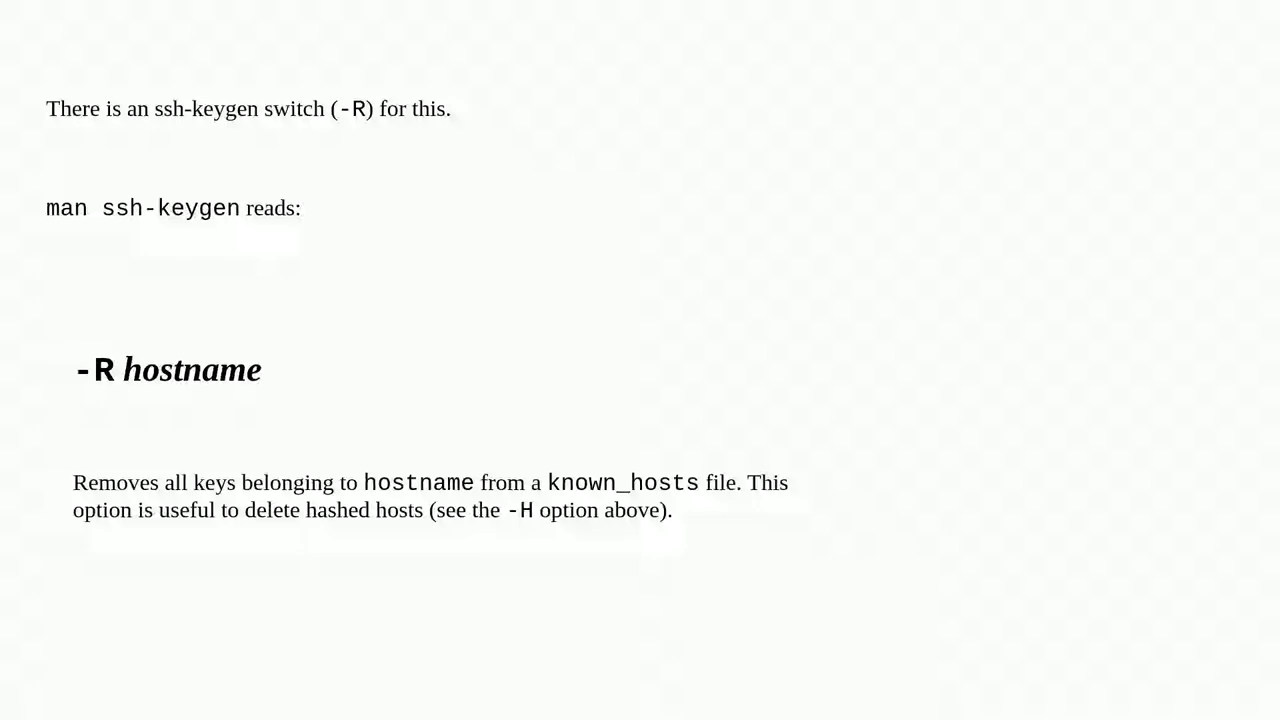 There is an ssh-keygen switch (-R) for this.
man ssh-keygen reads:
-R hostname
Removes all keys belonging to hostname from a known_hosts file. This
option is useful to delete hashed hosts (see the -H option above).